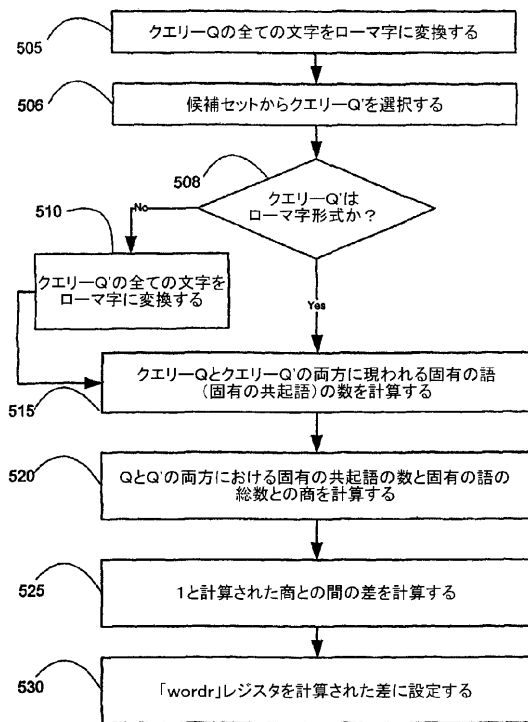 クエリーQの全ての文字をローマ字に変換する
505
候補セットからクエリーQ'を選択する
506
508
クエリーQ'は
ローマ字形式か?
No
510
クエリーQ'の全ての文字を
ローマ字に変換する
Yes
クエリーQとクエリーQ'の両方に現われる固有の語
(固有の共起語)の数を計算する
515
QとQ'の両方における固有の共起語の数と固有の語の
総数との商を計算する
520
1と計算された商との間の差を計算する
525
「wordr」レジスタを計算された差に設定する
530